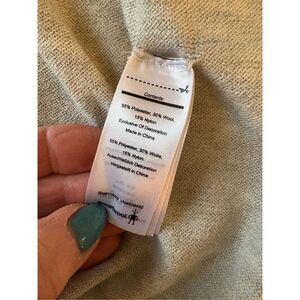 Contents
55% Polyester, 30% Wool,
15% Nylon
Exclusive Of Decoration
Made in China
55% Polyester, 30% Wolle,
15% Nylon
Ausschließlich Dekoration
Hergestellt in China